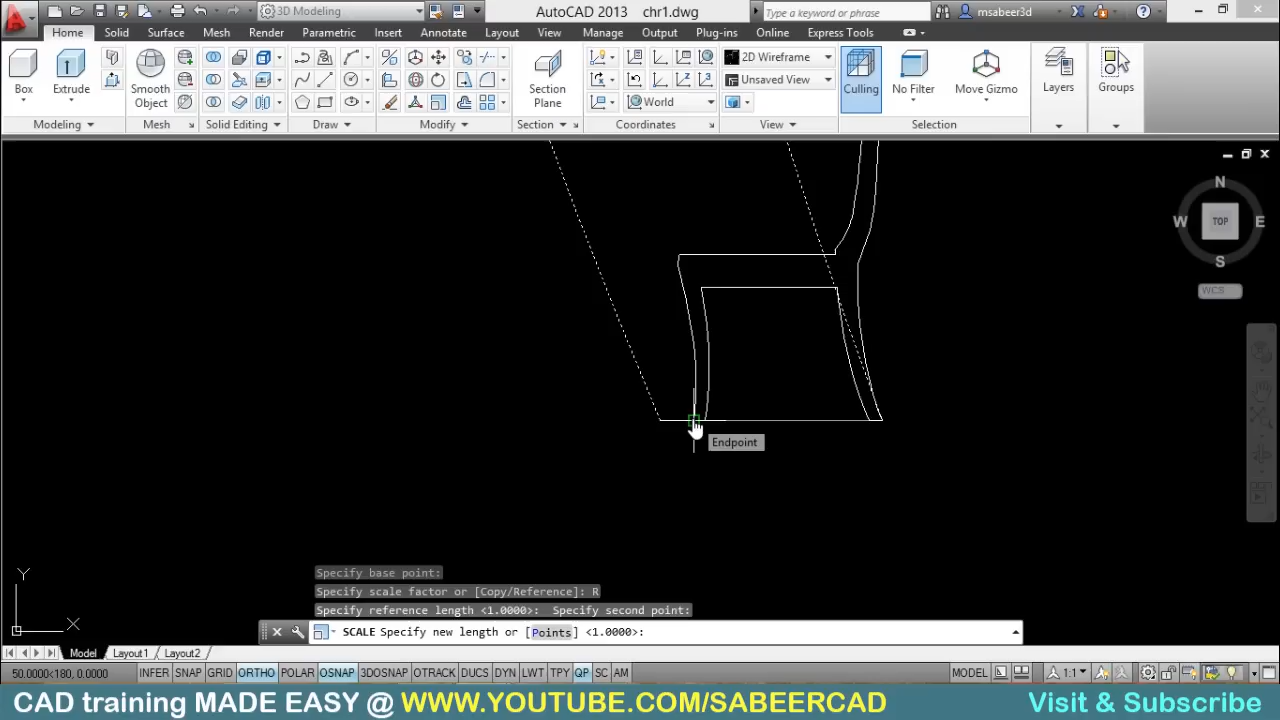 3D Modeling
AutoCAD 2013 chr1.dwg
Type a keyword or phrase
msabeer3d
Home Solid Surface Mesh Render Parametric Insert Annotate Layout View Manage Output Plug-ins Online Express Tools
Box
Extrude
Smooth Object
Section Plane
World
2D Wireframe
Unsaved View
Culling
No Filter
Move Gizmo
Layers
Groups
Modeling Mesh Solid Editing Draw Modify Section Coordinates View Selection
N
W TOP E
S
WCS
Endpoint
Y
X
Specify base point:
Specify scale factor or [Copy/Reference]: R
Specify reference length <1.0000>: Specify second point:
SCALE Specify new length or [Points] <1.0000>:
Model Layout1 Layout2
50.0000<180, 0.0000 INFER SNAP GRID ORTHO POLAR OSNAP 3DOSNAP OTRACK DUCS DYN LWT TPY QP SC AM MODEL 1:1
CAD training MADE EASY @ WWW.YOUTUBE.COM/SABEERCAD Visit & Subscribe